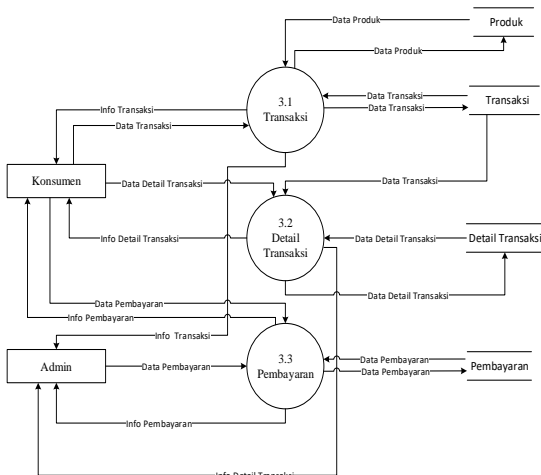 Data Produk
Produk
Data Produk
3.1
Transaksi
Data Transaksi
Data Transaksi
Transaksi
Info Transaksi
Data Transaksi
Konsumen
Data Detail Transaksi
Data Transaksi
3.2
Detail
Transaksi
Info Detail Transaksi
Data Detail Transaksi
Detail Transaksi
Data Detail Transaksi
Data Pembayaran
Info Pembayaran
Info Transaksi
Admin
Data Pembayaran
3.3
Pembayaran
Data Pembayaran
Data Pembayaran
Pembayaran
Info Pembayaran
Info Detail Transaksi